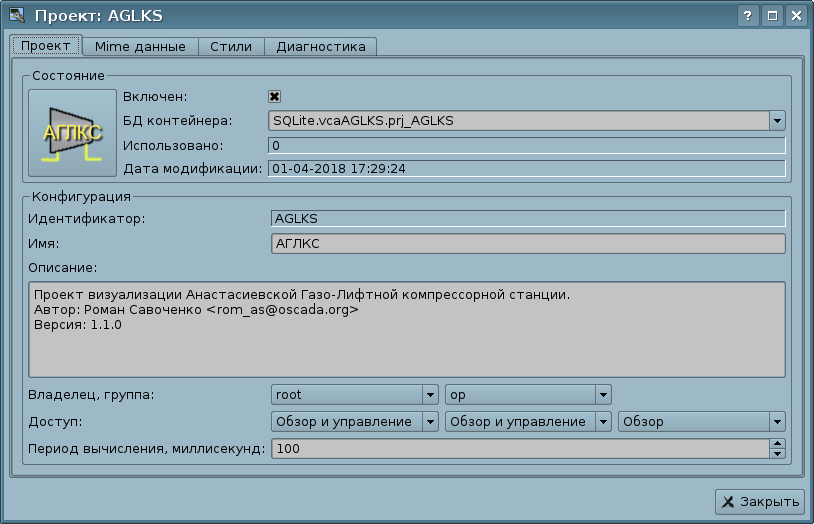 Проект: AGLKS
Проект
Mime данные
Стили
Диагностика
Состояние
АГЛКС
Включен:
БД контейнера: SQLite.vcaAGLKS.prj_AGLKS
Использовано: 0
Дата модификации: 01-04-2018 17:29:24
Конфигурация
Идентификатор: AGLKS
Имя: АГЛКС
Описание:
Проект визуализации Анастасиевской Газо-Лифтной компрессорной станции.
Автор: Роман Савоченко <rom_as@oscada.org>
Версия: 1.1.0
Владелец, группа: root op
Доступ: Обзор и управление Обзор и управление Обзор
Период вычисления, миллисекунд: 100
Закрыть